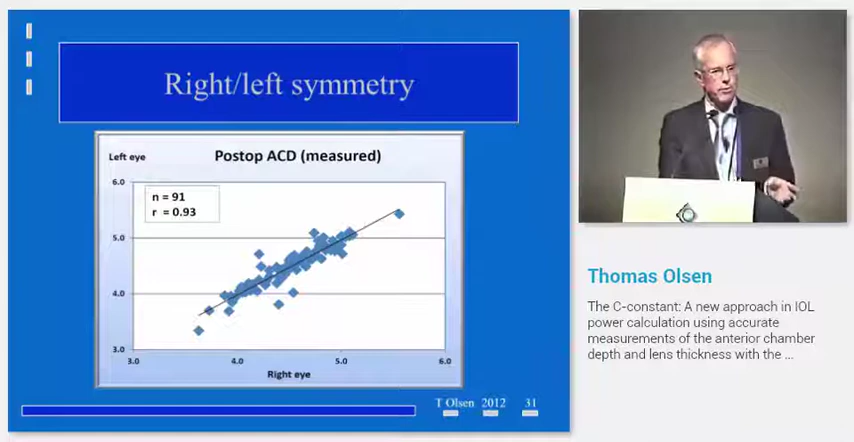 Right/left symmetry
Left eye
Postop ACD (measured)
n = 91
r = 0.93
6.0
5.0
4.0
3.0
3.0 4.0 5.0 6.0
Right eye
T Olsen 2012 31
Thomas Olsen
The C-constant: A new approach in IOL
power calculation using accurate
measurements of the anterior chamber
depth and lens thickness with the ...